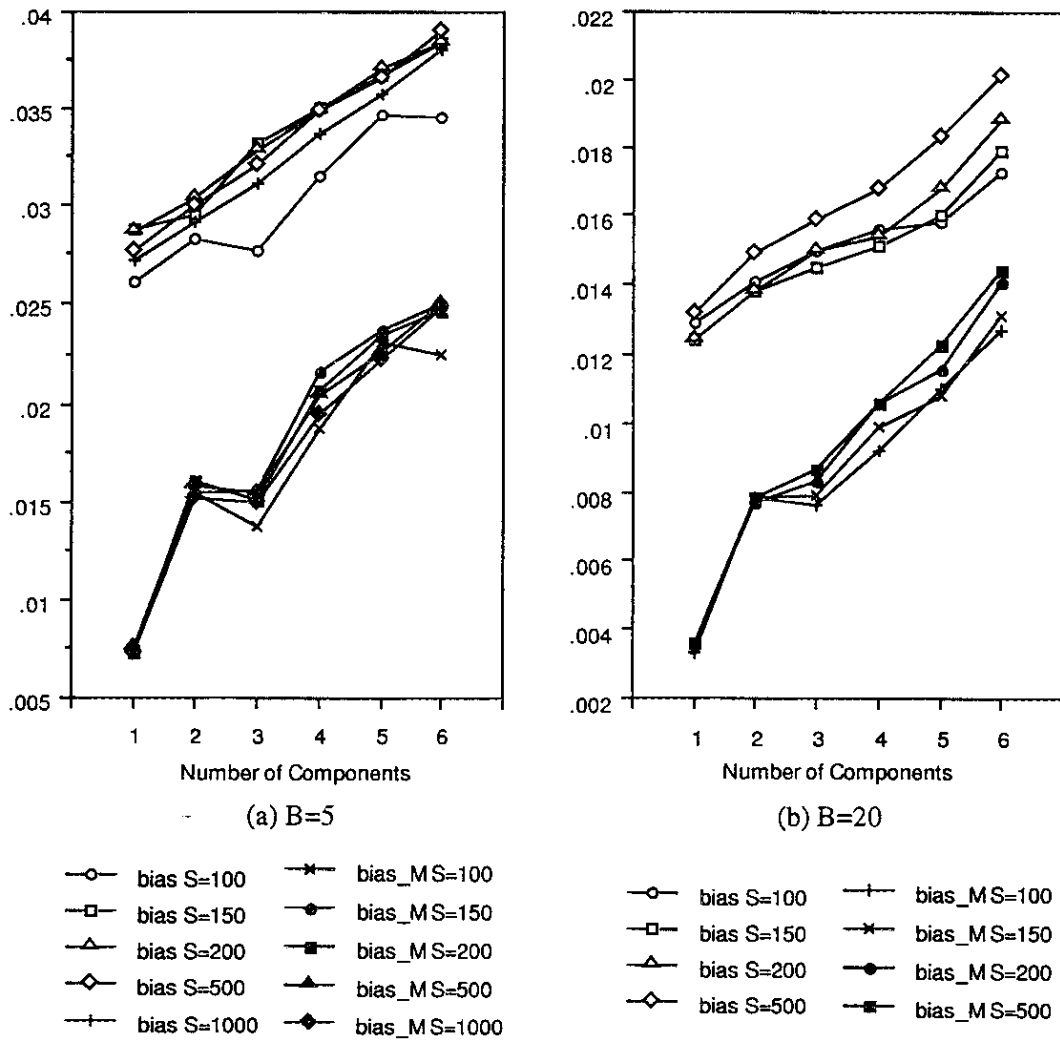 .04
.035
.03
.025
.02
.015
.01
.005
1 2 3 4 5 6
Number of Components
(a) B=5
.022
.02
.018
.016
.014
.012
.01
.008
.006
.004
.002
1 2 3 4 5 6
Number of Components
(b) B=20
bias S=100
bias S=150
bias S=200
bias S=500
bias S=1000
bias_M S=100
bias_M S=150
bias_M S=200
bias_M S=500
bias_M S=1000
bias S=100
bias S=150
bias S=200
bias S=500
bias_M S=100
bias_M S=150
bias_M S=200
bias_M S=500